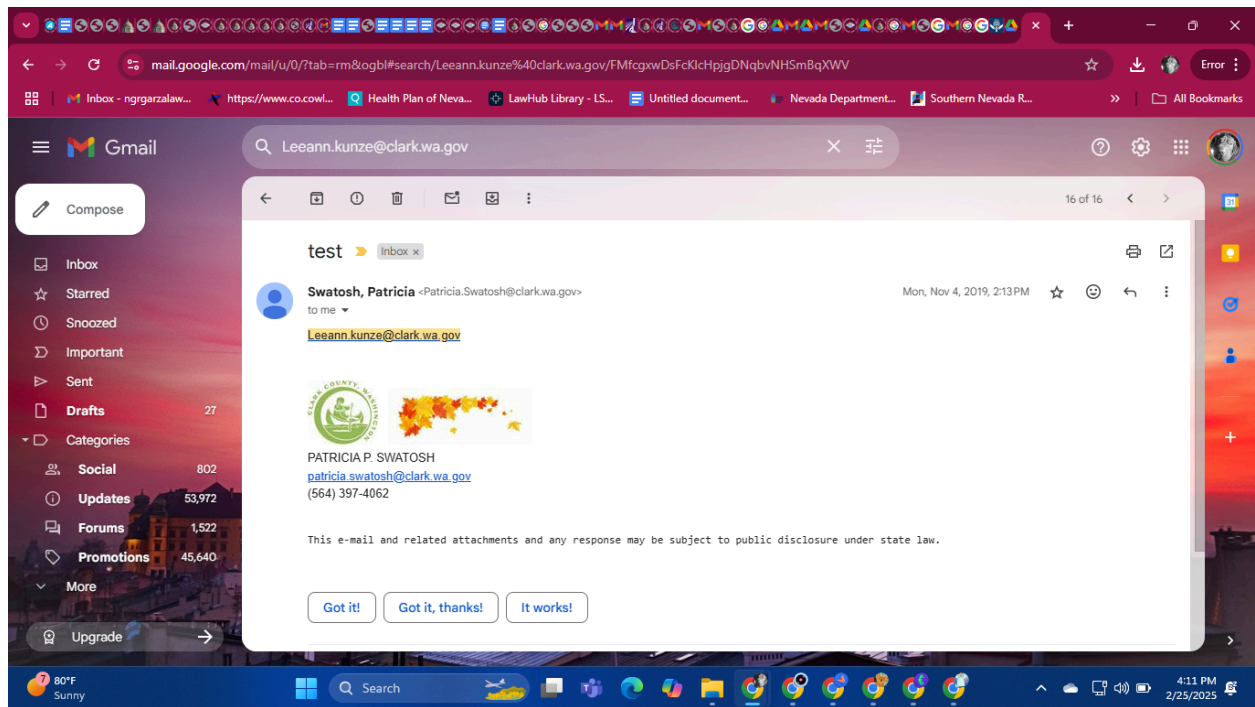 mail.google.com/mail/u/0/?tab=rm&ogbl#search/Leeann.kunze%40clark.wa.gov/FMfcgxwDsFcKlcHpjgDNqbvNHSmBqXWV
Error
Inbox - ngrgarzalaw...
https://www.co.cowl...
Health Plan of Neva...
LawHub Library - LS...
Untitled document...
Nevada Department...
Southern Nevada R...
»
All Bookmarks
Gmail
Leeann.kunze@clark.wa.gov
Compose
16 of 16
Inbox
Starred
Snoozed
Important
Sent
Drafts 27
Categories
Social 802
Updates 53,972
Forums 1,522
Promotions 45,640
More
Upgrade
test
Inbox x
Swatosh, Patricia <Patricia.Swatosh@clark.wa.gov>
Mon, Nov 4, 2019, 2:13 PM
to me
Leeann.kunze@clark.wa.gov
CLARK COUNTY, WASHINGTON
PATRICIA P. SWATOSH
patricia.swatosh@clark.wa.gov
(564) 397-4062
This e-mail and related attachments and any response may be subject to public disclosure under state law.
Got it!
Got it, thanks!
It works!
31
7
80°F
Sunny
Search
4:11 PM
2/25/2025